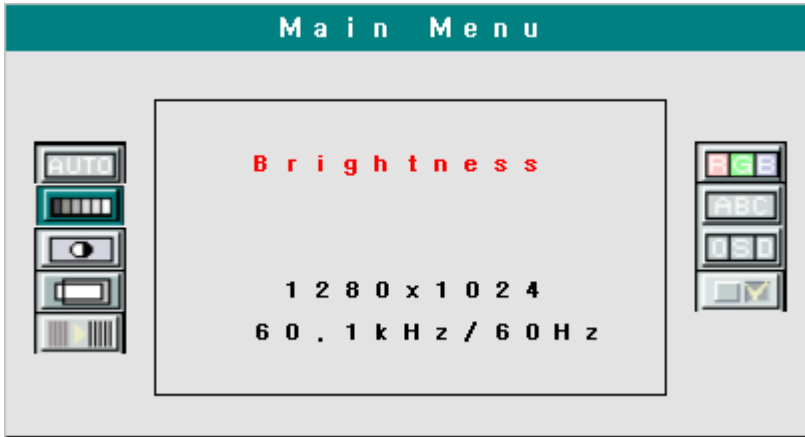 Main Menu
AUTO
Brightness
1280x1024
60.1kHz/60Hz
RGB
ABC
OSD